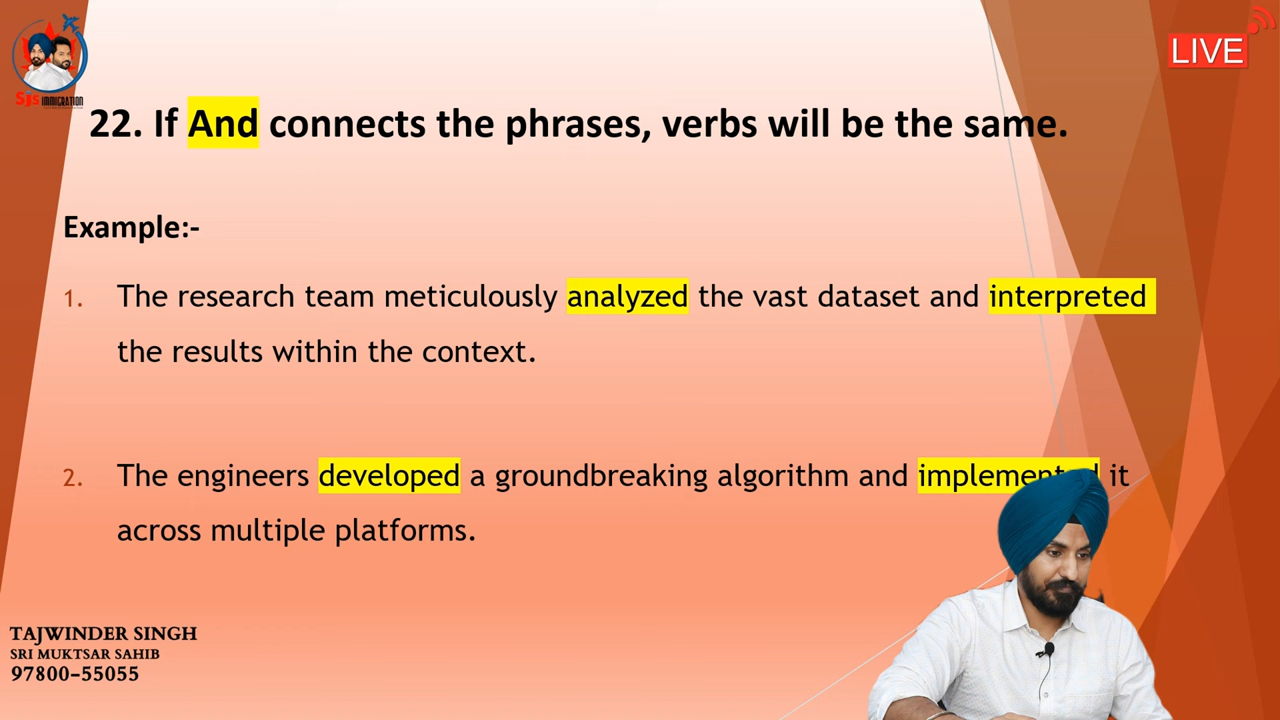 SJS IMMIGRATION
LIVE
22. If And connects the phrases, verbs will be the same.
Example:-
1. The research team meticulously analyzed the vast dataset and interpreted
the results within the context.
2. The engineers developed a groundbreaking algorithm and implemented it
across multiple platforms.
TAJWINDER SINGH
SRI MUKTSAR SAHIB
97800-55055